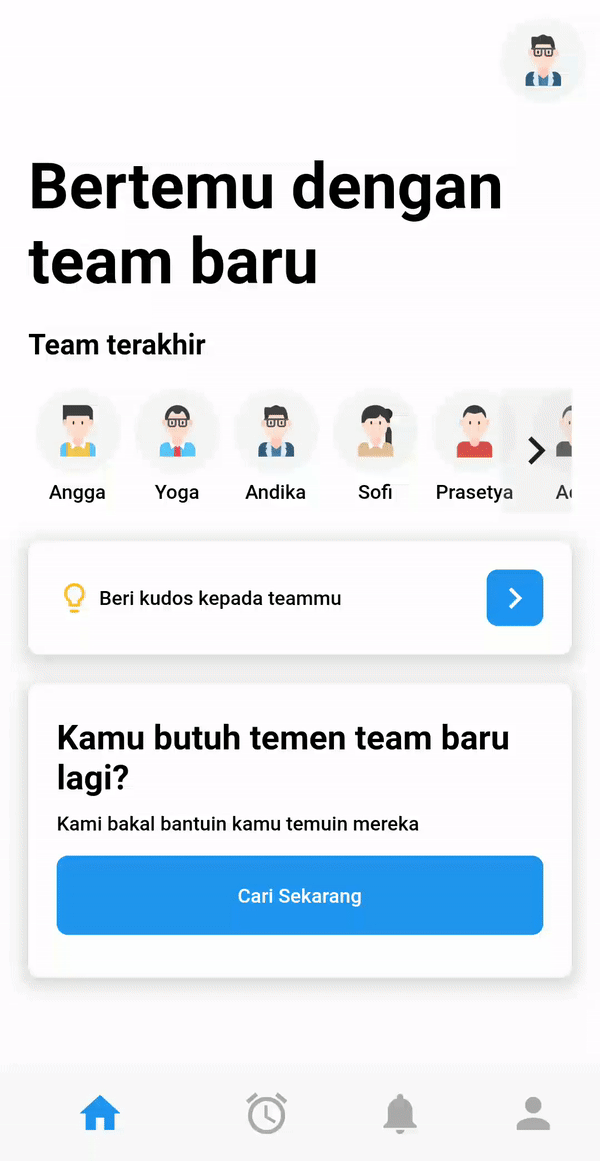 Bertemu dengan
team baru
Team terakhir
Angga Yoga Andika Sofi Prasetya
Beri kudos kepada teammu
Kamu butuh temen team baru
lagi?
Kami bakal bantuin kamu temuin mereka
Cari Sekarang